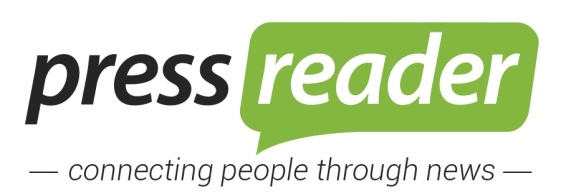 press reader
— connecting people through news —